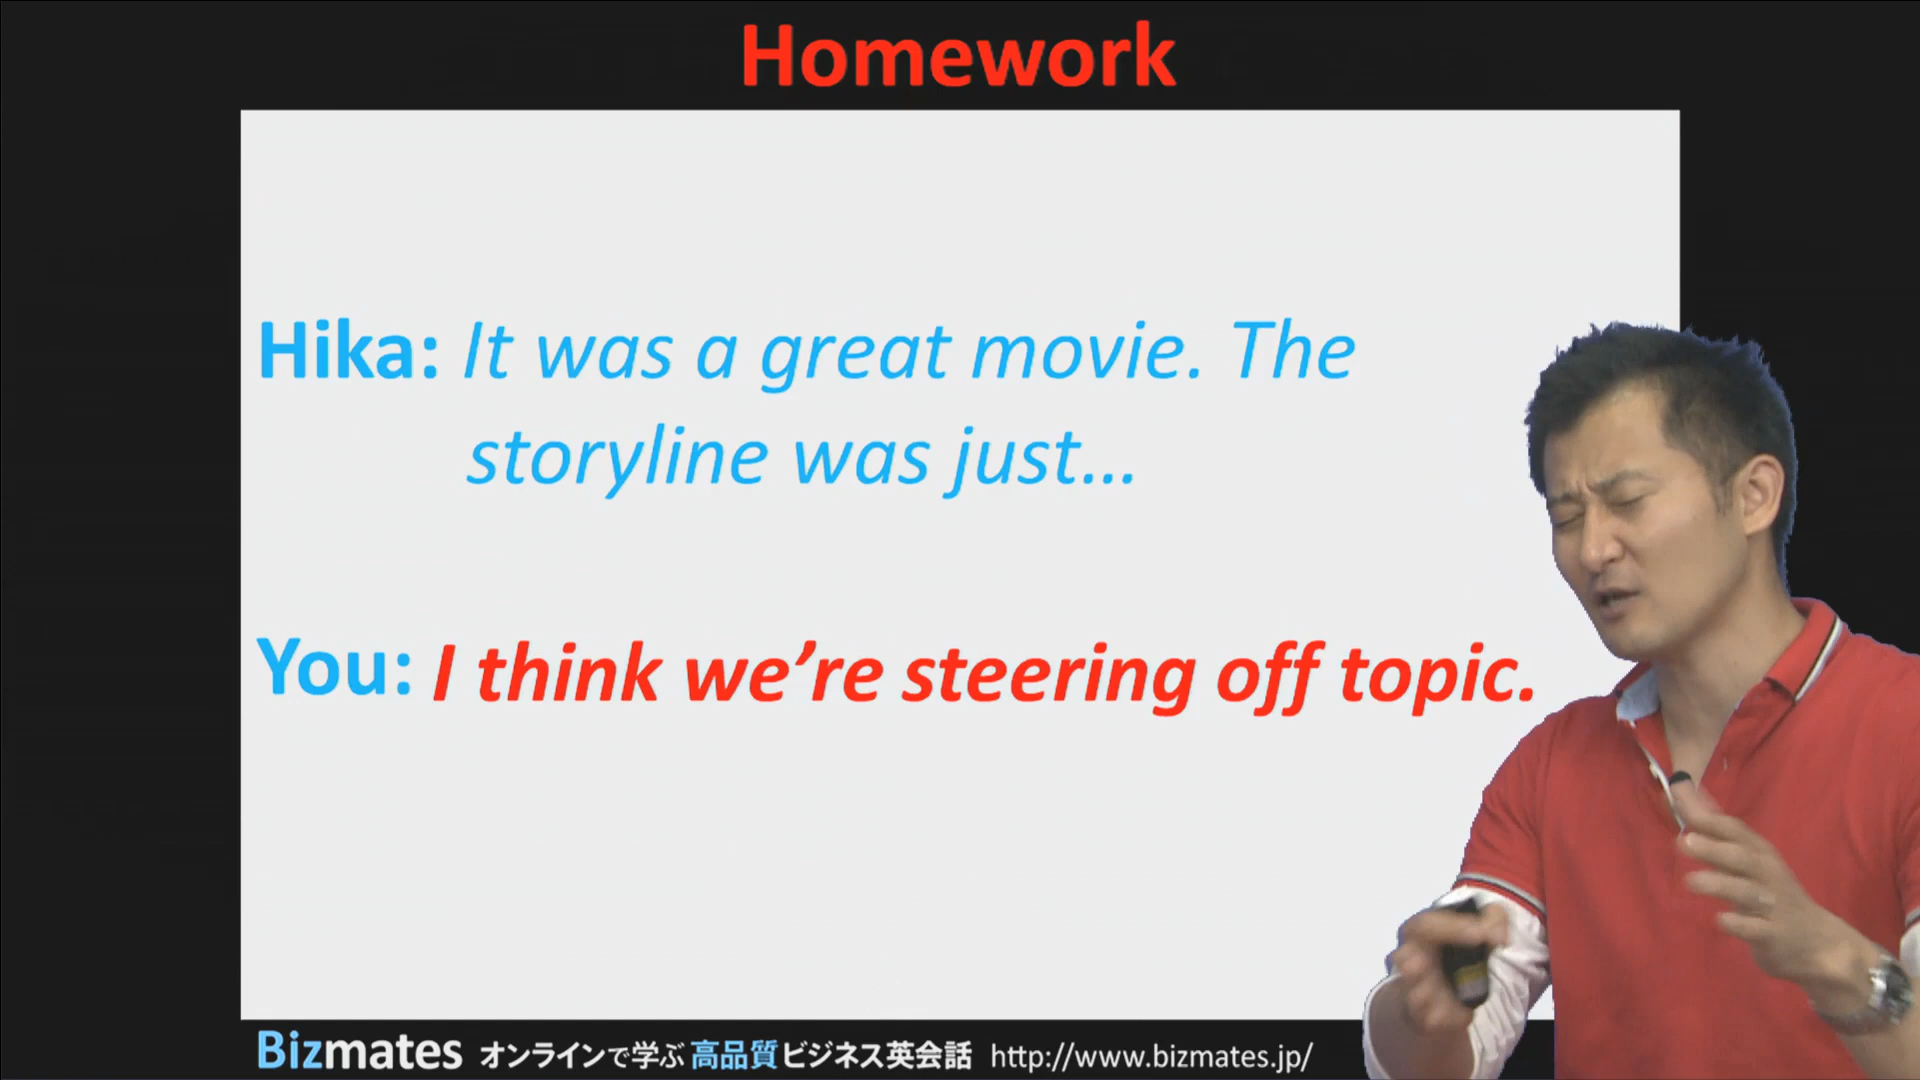 Homework
Hika: It was a great movie. The
storyline was just...
You: I think we're steering off topic.
Bizmates オンラインで学ぶ 高品質ビジネス英会話 http://www.bizmates.jp/